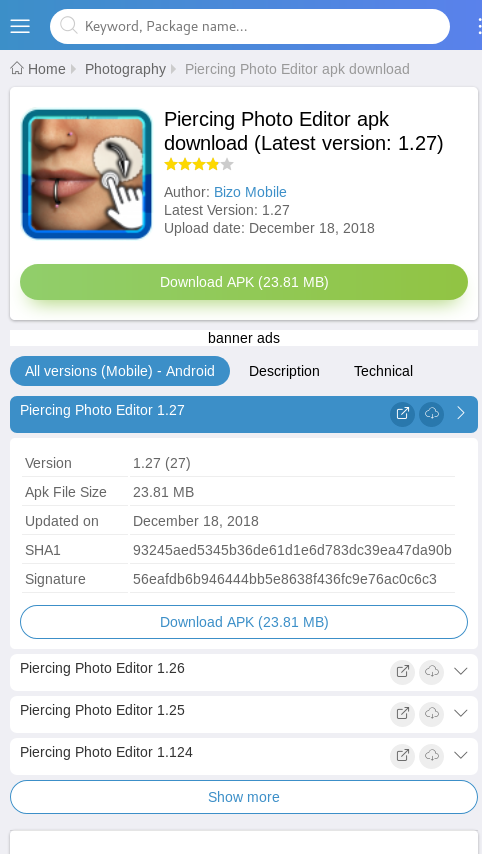 Keyword, Package name...
Home Photography Piercing Photo Editor apk download
Piercing Photo Editor apk
download (Latest version: 1.27)
Author: Bizo Mobile
Latest Version: 1.27
Upload date: December 18, 2018
Download APK (23.81 MB)
banner ads
All versions (Mobile) - Android Description Technical
Piercing Photo Editor 1.27
Version 1.27 (27)
Apk File Size 23.81 MB
Updated on December 18, 2018
SHA1 93245aed5345b36de61d1e6d783dc39ea47da90b
Signature 56eafdb6b946444bb5e8638f436fc9e76ac0c6c3
Download APK (23.81 MB)
Piercing Photo Editor 1.26
Piercing Photo Editor 1.25
Piercing Photo Editor 1.124
Show more